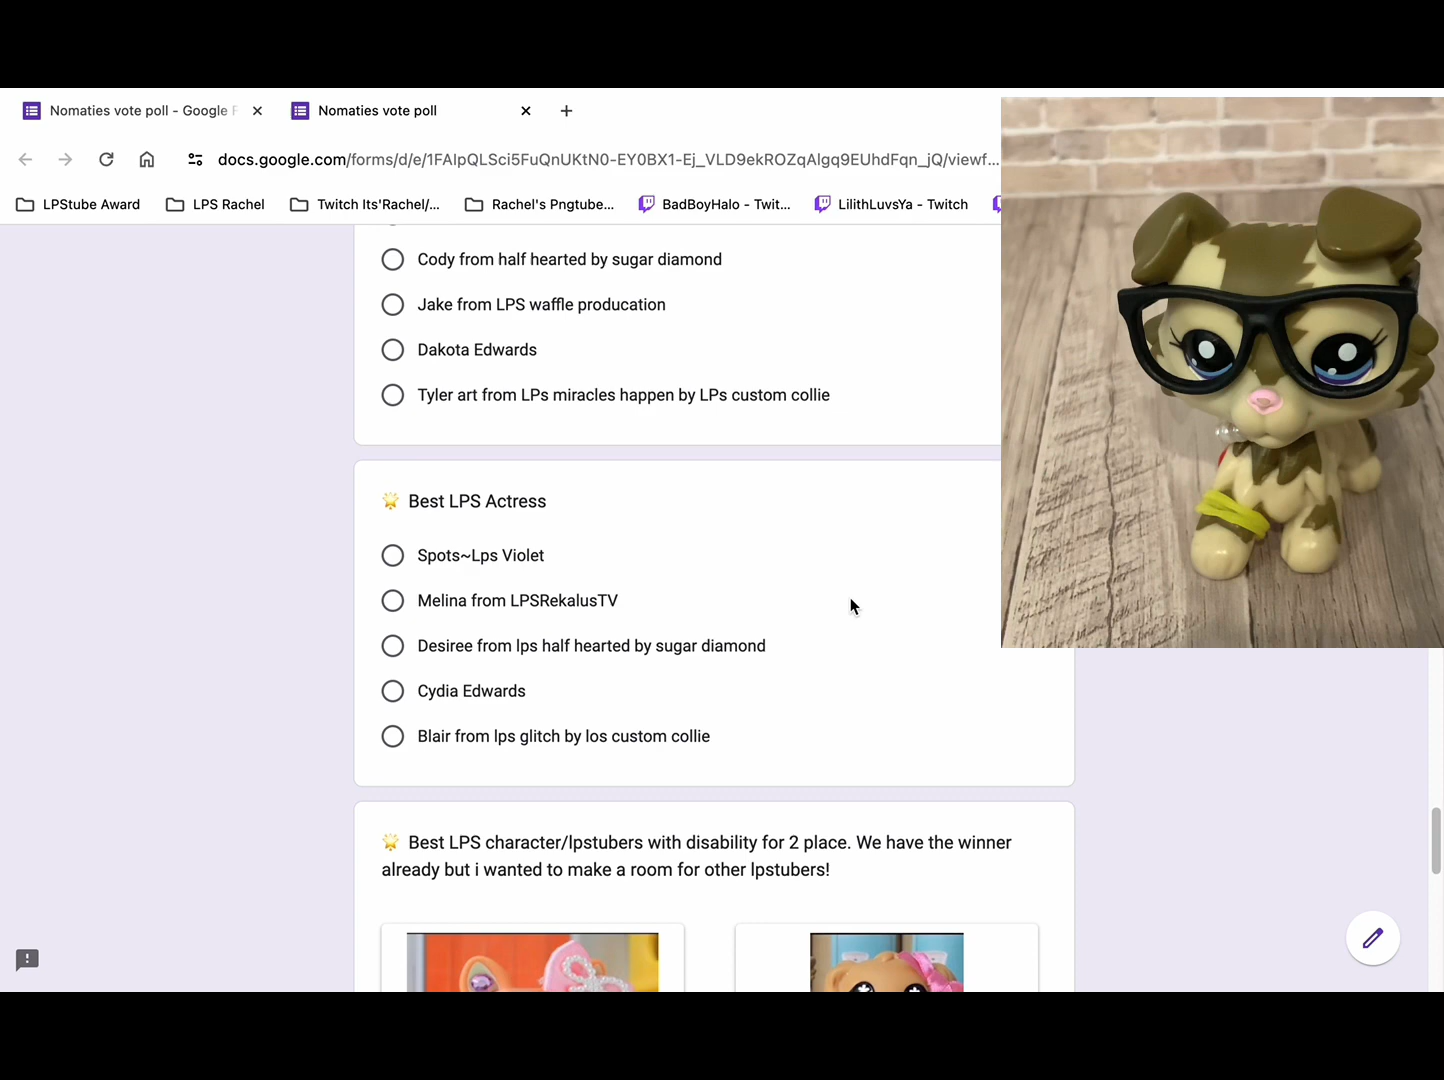 Nomaties vote poll - Google F
Nomaties vote poll
docs.google.com/forms/d/e/1FAIpQLSci5FuQnUKtN0-EY0BX1-Ej_VLD9ekROZqAlgq9EUhdFqn_jQ/viewf...
LPStube Award
LPS Rachel
Twitch Its'Rachel/...
Rachel's Pngtube...
BadBoyHalo - Twit...
LilithLuvsYa - Twitch
Cody from half hearted by sugar diamond
Jake from LPS waffle producation
Dakota Edwards
Tyler art from LPs miracles happen by LPs custom collie
🌟 Best LPS Actress
Spots~Lps Violet
Melina from LPSRekalusTV
Desiree from lps half hearted by sugar diamond
Cydia Edwards
Blair from lps glitch by los custom collie
🌟 Best LPS character/lpstubers with disability for 2 place. We have the winner
already but i wanted to make a room for other lpstubers!